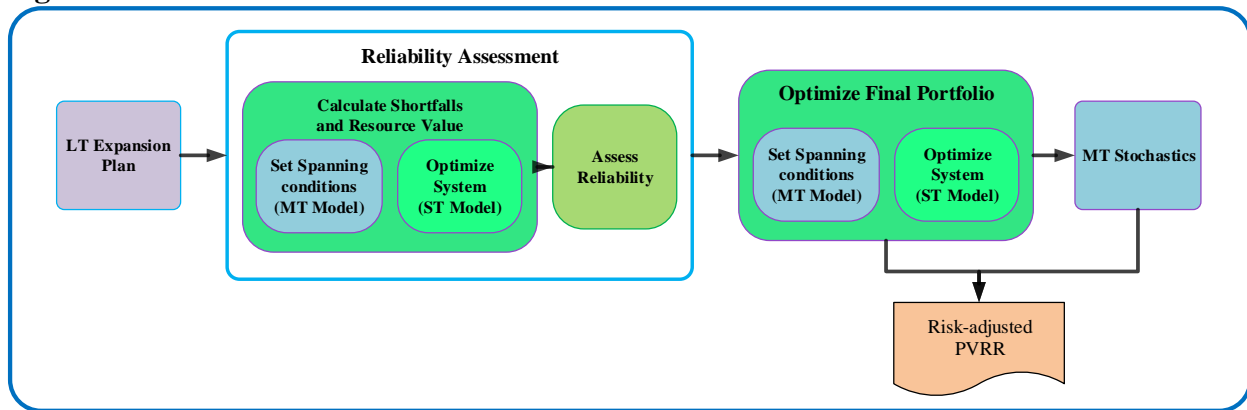 Reliability Assessment
LT Expansion
Plan
Calculate Shortfalls
and Resource Value
Set Spanning
conditions
(MT Model)
Optimize
System
(ST Model)
Assess
Reliability
Optimize Final Portfolio
Set Spanning
conditions
(MT Model)
Optimize
System
(ST Model)
MT Stochastics
Risk-adjusted
PVRR